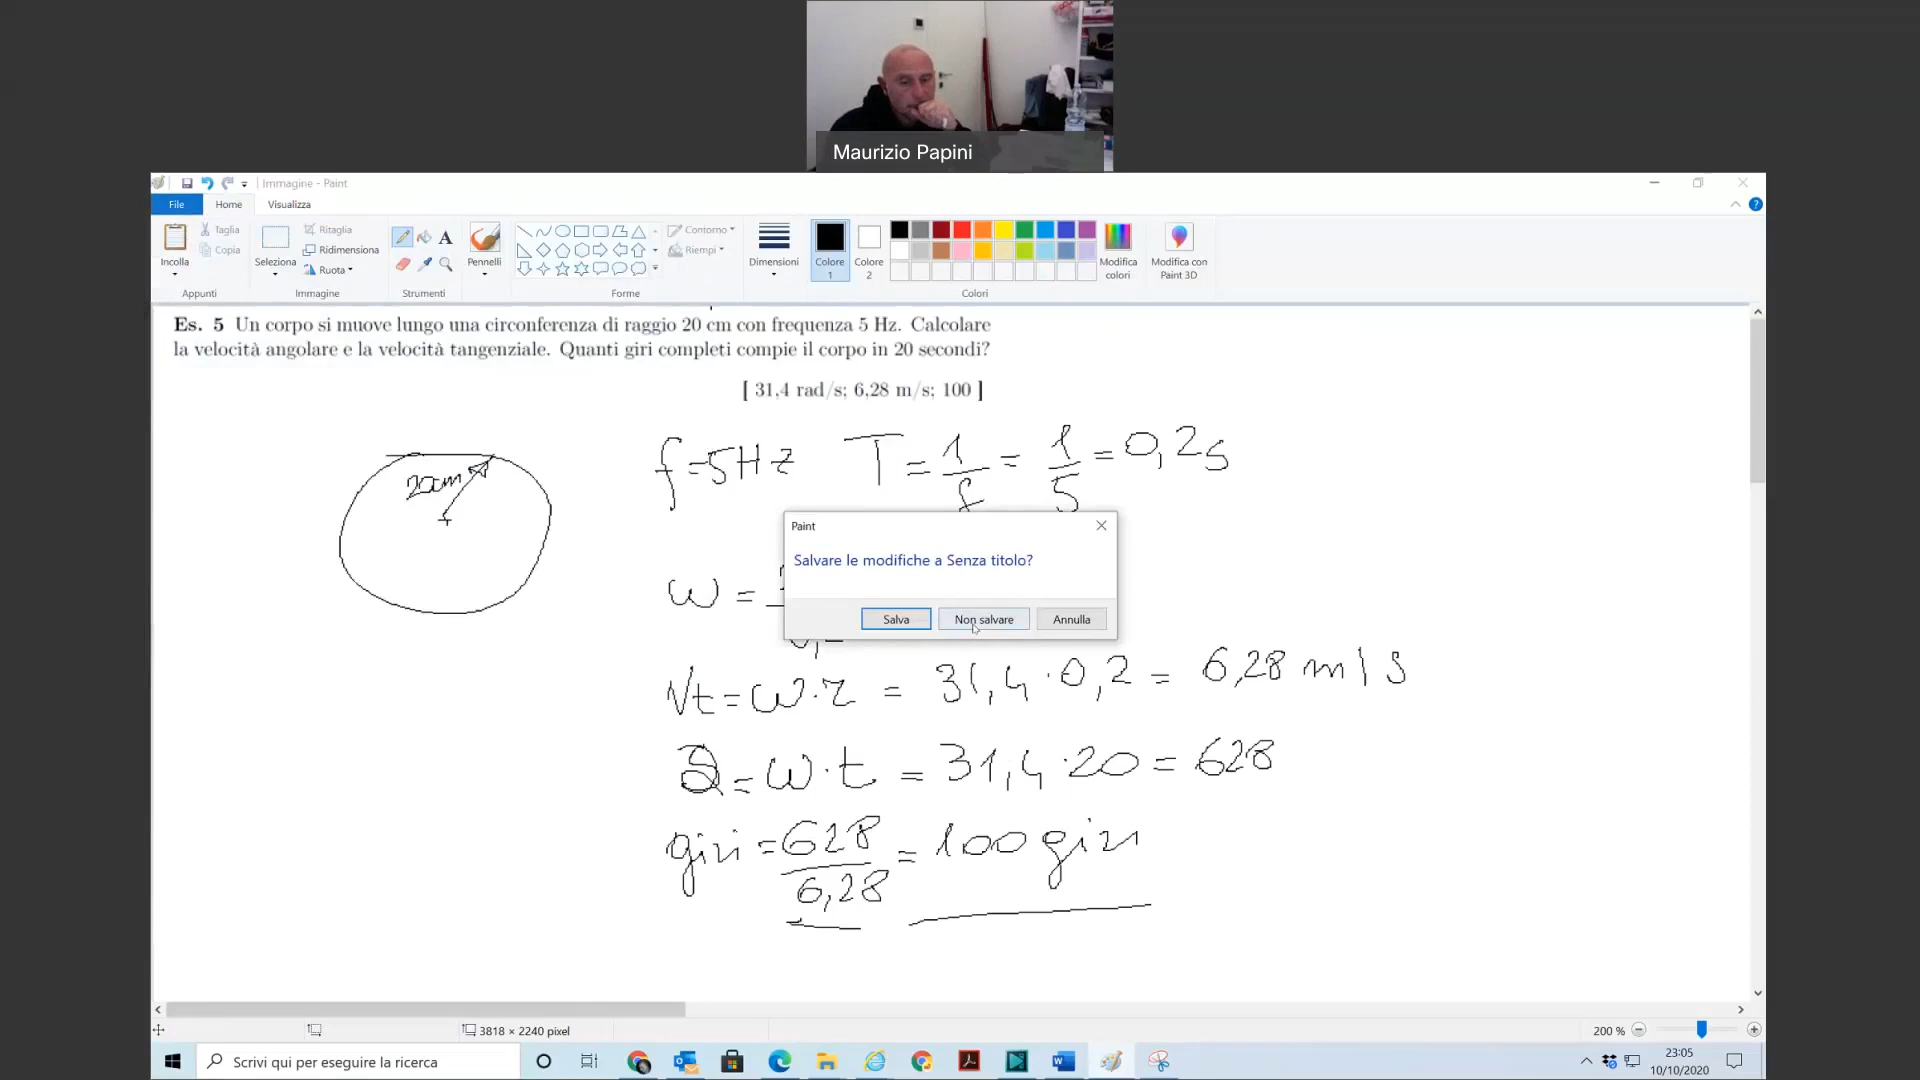 Maurizio Papini
Immagine - Paint
File Home Visualizza
Incolla
Taglia
Copia
Appunti
Seleziona
Ritaglia
Ridimensiona
Ruota
Immagine
Strumenti
Pennelli
Forme
Contorno
Riempi
Dimensioni
Colore 1
Colore 2
Modifica colori
Modifica con Paint 3D
Colori
Es. 5 Un corpo si muove lungo una circonferenza di raggio 20 cm con frequenza 5 Hz. Calcolare
la velocità angolare e la velocità tangenziale. Quanti giri completi compie il corpo in 20 secondi?
[ 31,4 rad/s; 6,28 m/s; 100 ]
20cm
f=5Hz T = 1/f = 1/5 = 0,2s
Paint
Salvare le modifiche a Senza titolo?
Salva Non salvare Annulla
ω =
Vt = ω·r = 31,4·0,2 = 6,28 m/s
= ω·t = 31,4·20 = 628
giri = 628/6,28 = 100 giri
3818 × 2240 pixel
200 %
Scrivi qui per eseguire la ricerca
23:05
10/10/2020